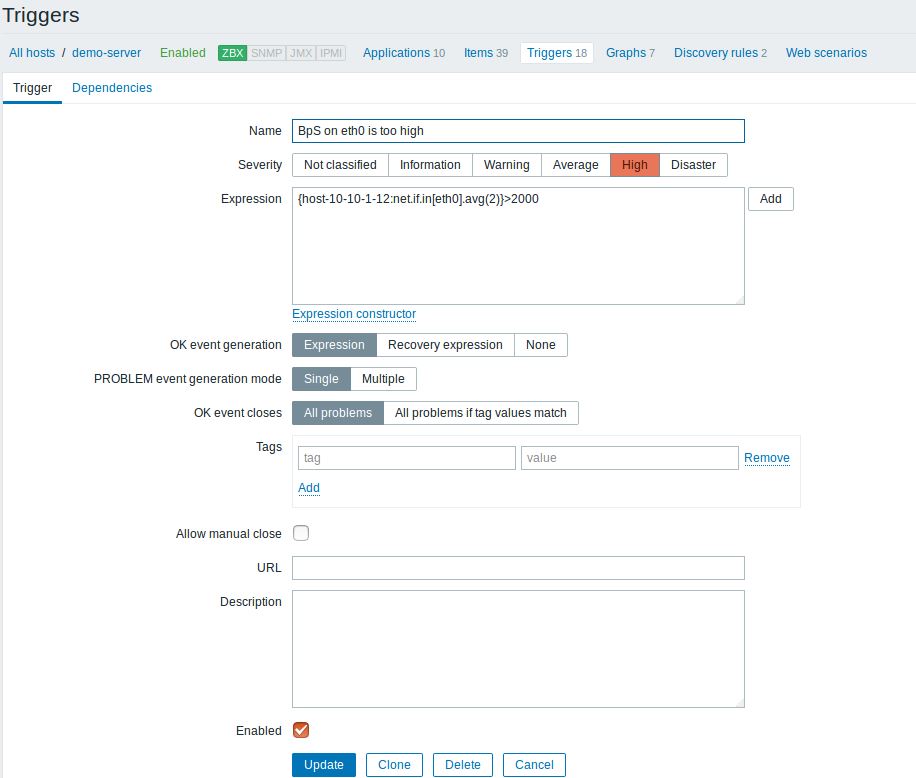 Triggers
All hosts / demo-server Enabled ZBX SNMP JMX IPMI Applications 10 Items 39 Triggers 18 Graphs 7 Discovery rules 2 Web scenarios
Trigger Dependencies
Name BpS on eth0 is too high
Severity Not classified Information Warning Average High Disaster
Expression {host-10-10-1-12:net.if.in[eth0].avg(2)}>2000 Add
Expression constructor
OK event generation Expression Recovery expression None
PROBLEM event generation mode Single Multiple
OK event closes All problems All problems if tag values match
Tags tag value Remove
Add
Allow manual close
URL
Description
Enabled
Update Clone Delete Cancel